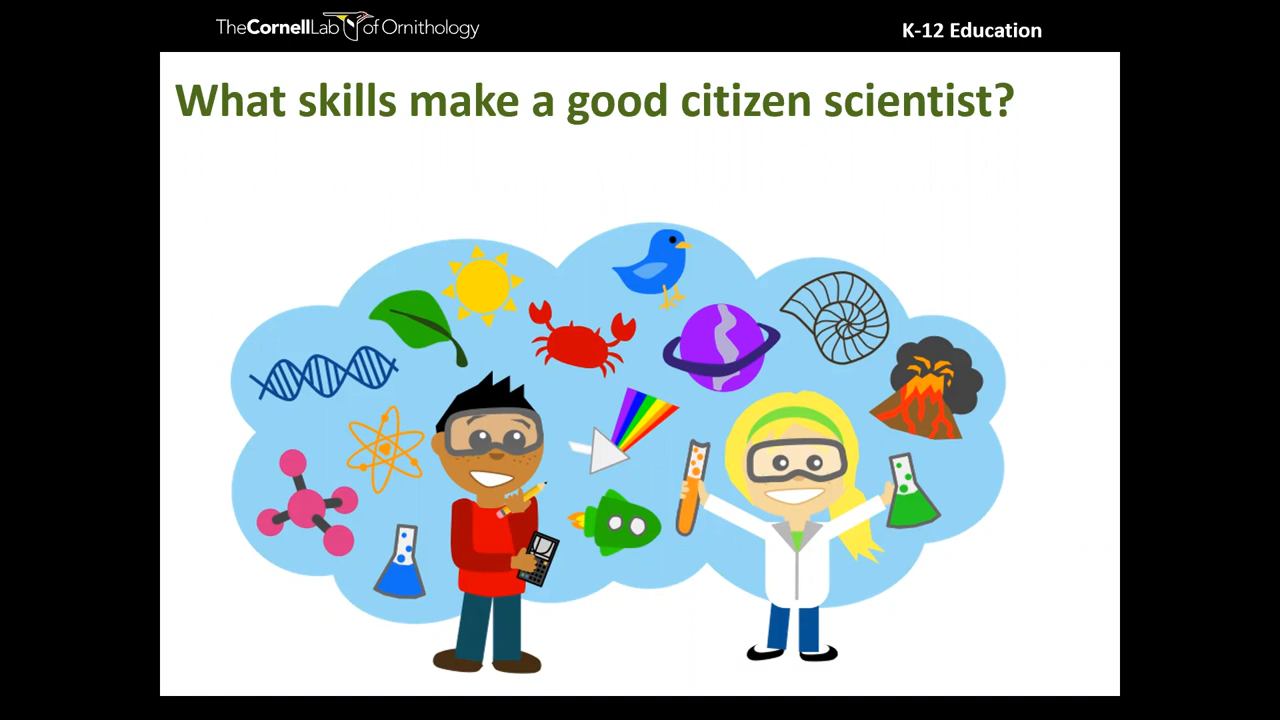 TheCornellLab of Ornithology
K-12 Education
What skills make a good citizen scientist?